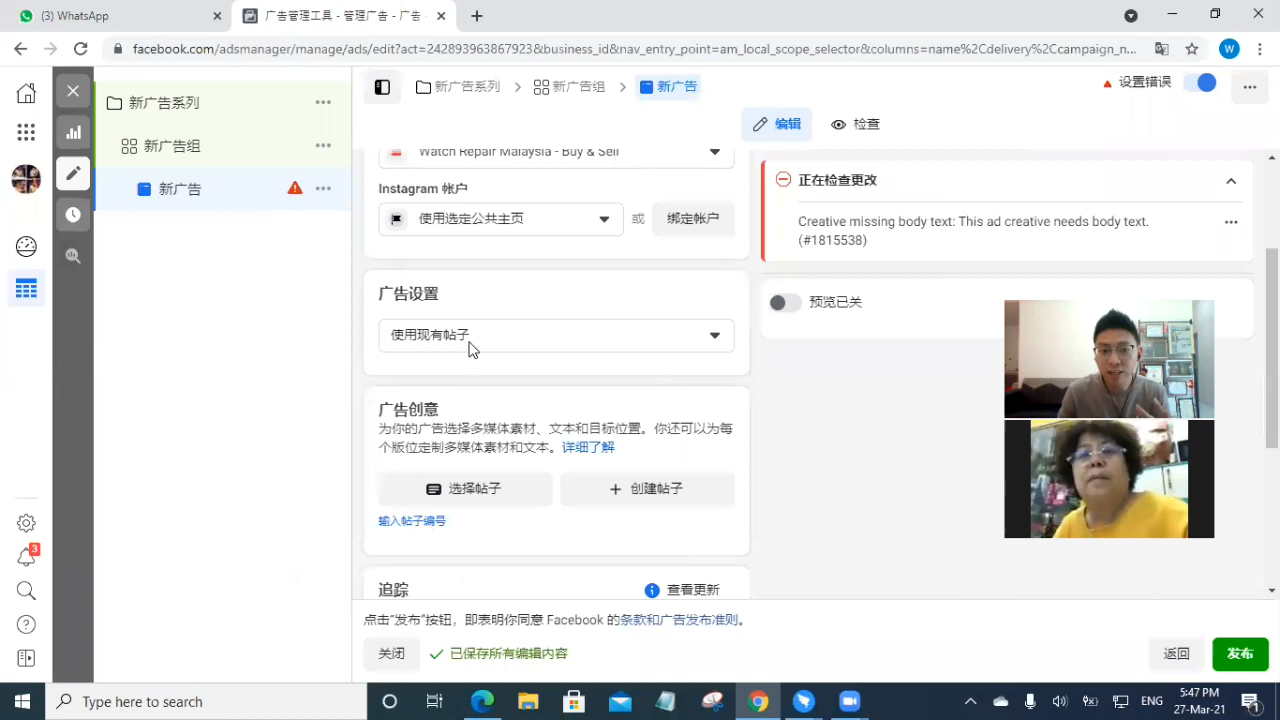 (3) WhatsApp
广告管理工具 - 管理广告 - 广告
facebook.com/adsmanager/manage/ads/edit?act=242893963867923&business_id&nav_entry_point=am_local_scope_selector&columns=name%2Cdelivery%2Ccampaign_n...
W
新广告系列
新广告组
新广告
新广告系列
新广告组
新广告
设置错误
编辑
检查
Watch Repair Malaysia - Buy & Sell
Instagram 帐户
使用选定公共主页
或
绑定帐户
广告设置
使用现有帖子
广告创意
为你的广告选择多媒体素材、文本和目标位置。你还可以为每
个版位定制多媒体素材和文本。详细了解
选择帖子
创建帖子
输入帖子编号
追踪
查看更新
正在检查更改
Creative missing body text: This ad creative needs body text.
(#1815538)
预览已关
点击“发布”按钮，即表明你同意 Facebook 的条款和广告发布准则。
关闭
已保存所有编辑内容
返回
发布
3
Type here to search
ENG
5:47 PM
27-Mar-21
1